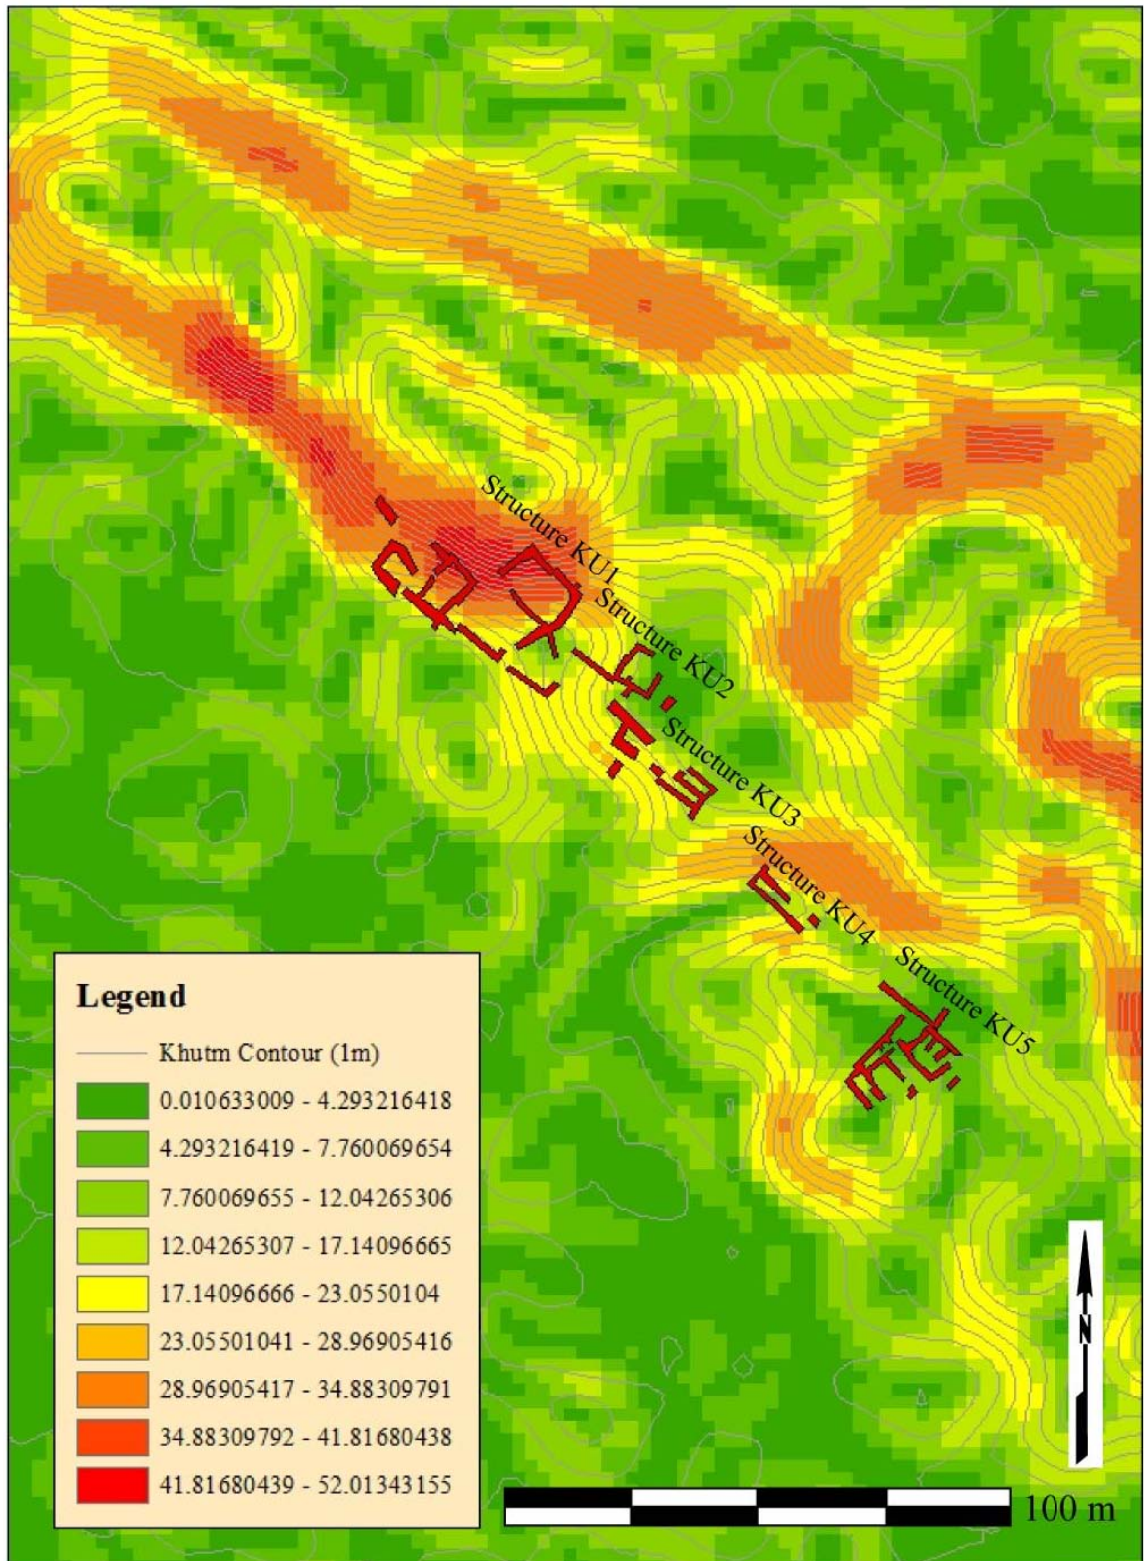 Structure KU1
Structure KU2
Structure KU3
Structure KU4
Structure KU5
Legend
Khutm Contour (1m)
0.010633009 - 4.293216418
4.293216419 - 7.760069654
7.760069655 - 12.04265306
12.04265307 - 17.14096665
17.14096666 - 23.0550104
23.05501041 - 28.96905416
28.96905417 - 34.88309791
34.88309792 - 41.81680438
41.81680439 - 52.01343155
N
100 m